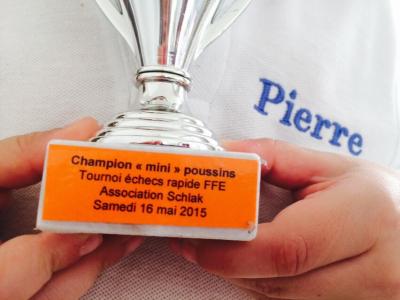 Pierre
Champion « mini » poussins
Tournoi échecs rapide FFE
Association Schlak
Samedi 16 mai 2015